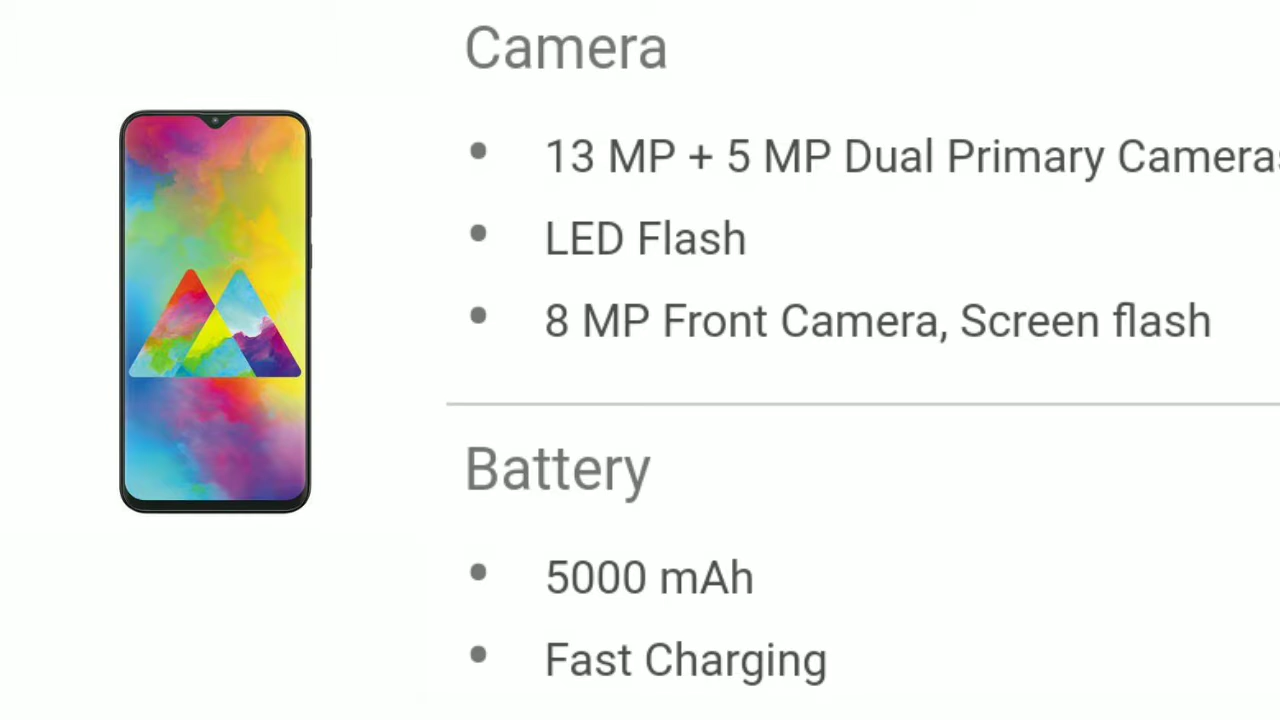 Camera
• 13 MP + 5 MP Dual Primary Cameras
• LED Flash
• 8 MP Front Camera, Screen flash
Battery
• 5000 mAh
• Fast Charging